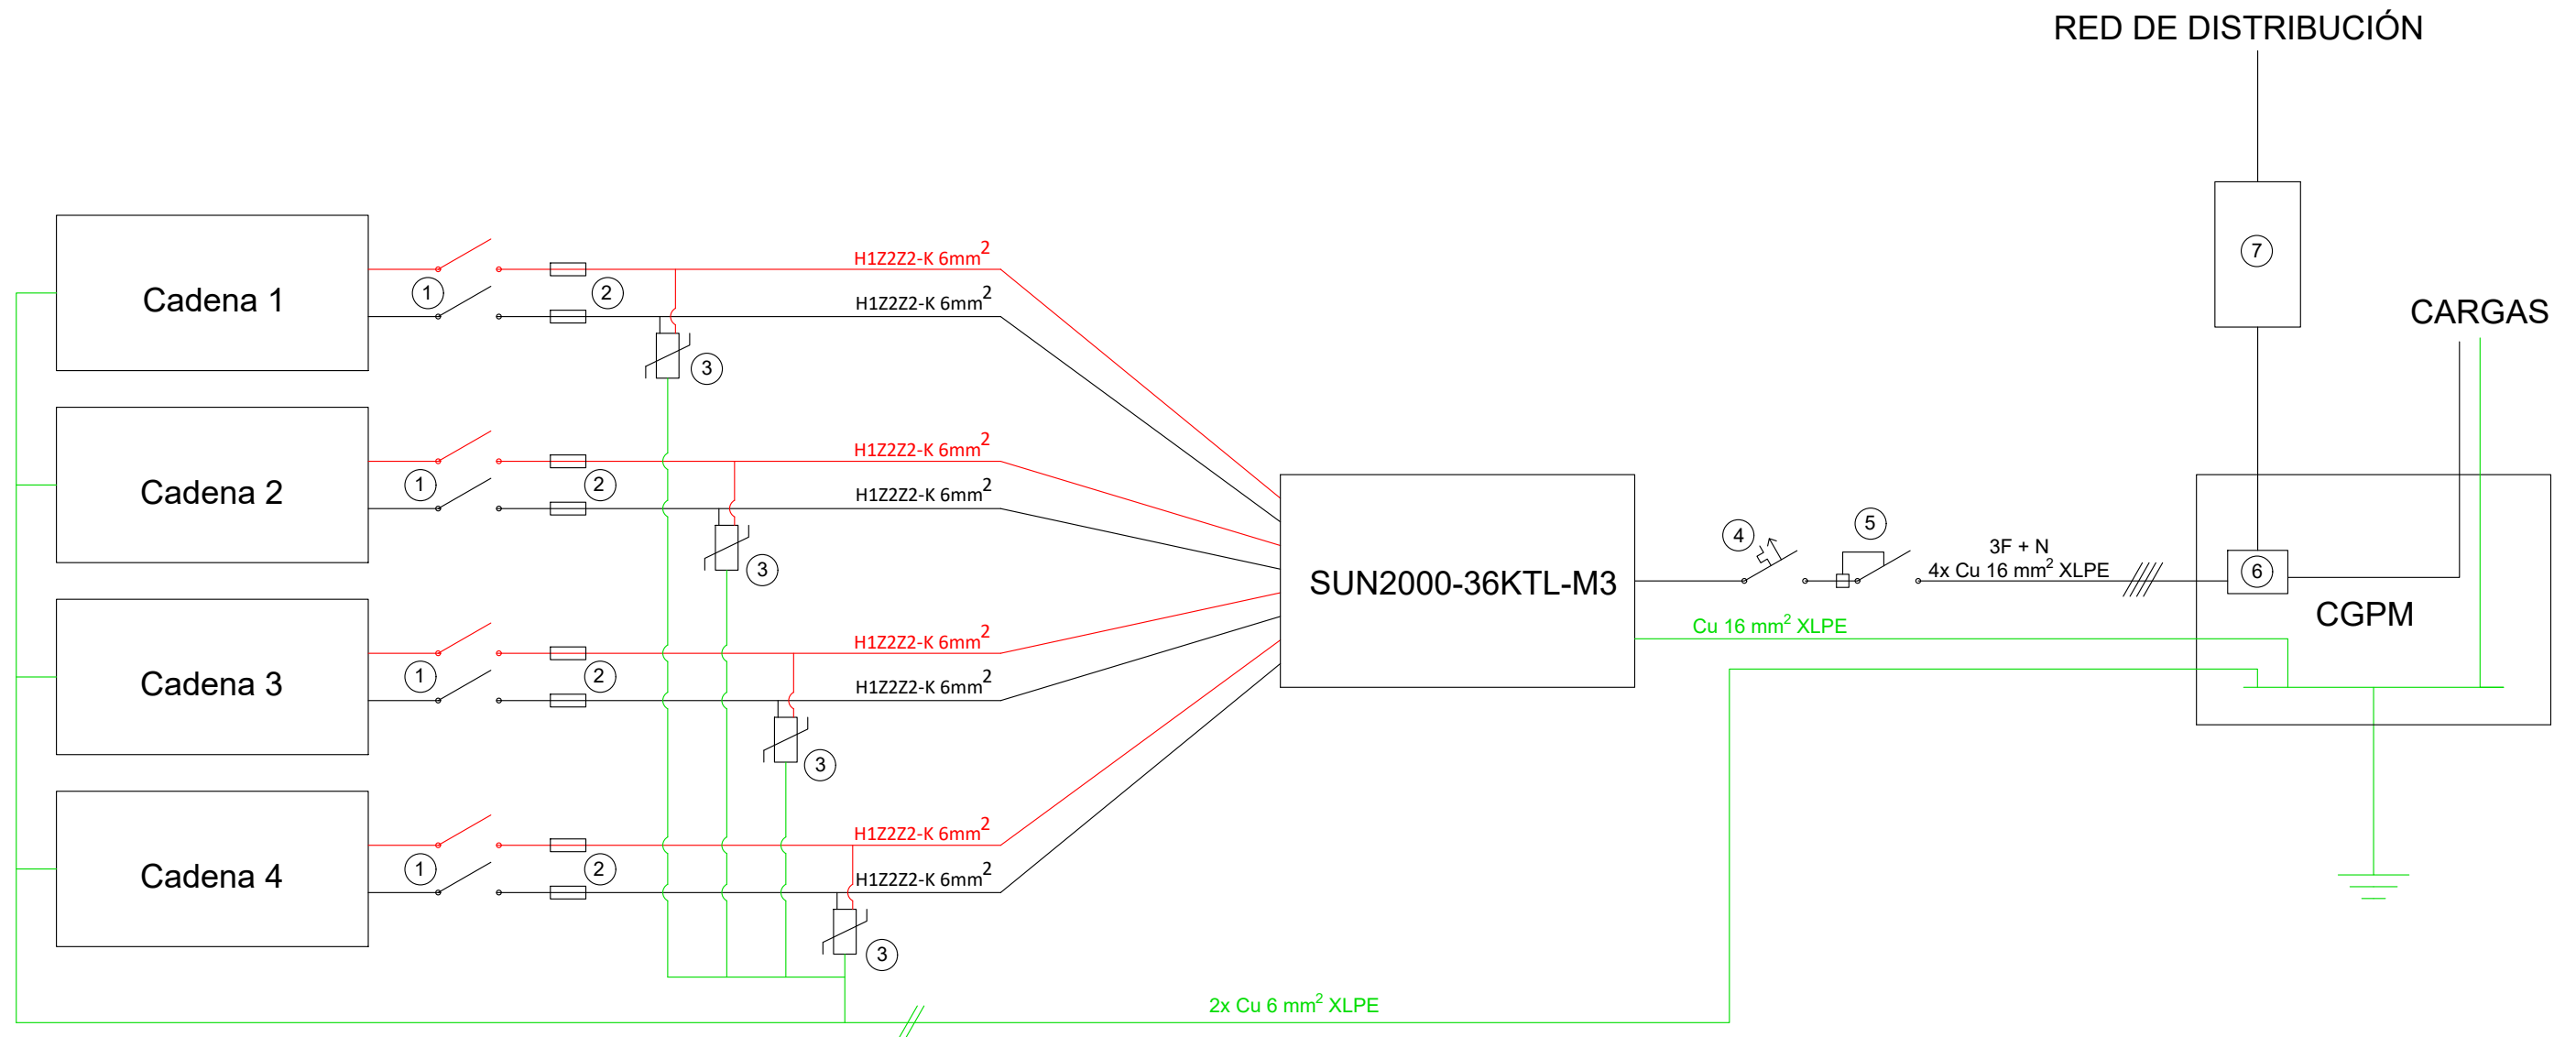 RED DE DISTRIBUCIÓN
7
CARGAS
Cadena 1
1
2
3
H1Z2Z2-K 6mm²
H1Z2Z2-K 6mm²
Cadena 2
1
2
3
H1Z2Z2-K 6mm²
H1Z2Z2-K 6mm²
Cadena 3
1
2
3
H1Z2Z2-K 6mm²
H1Z2Z2-K 6mm²
Cadena 4
1
2
3
H1Z2Z2-K 6mm²
H1Z2Z2-K 6mm²
SUN2000-36KTL-M3
4
5
3F + N
4x Cu 16 mm² XLPE
6
CGPM
Cu 16 mm² XLPE
2x Cu 6 mm² XLPE